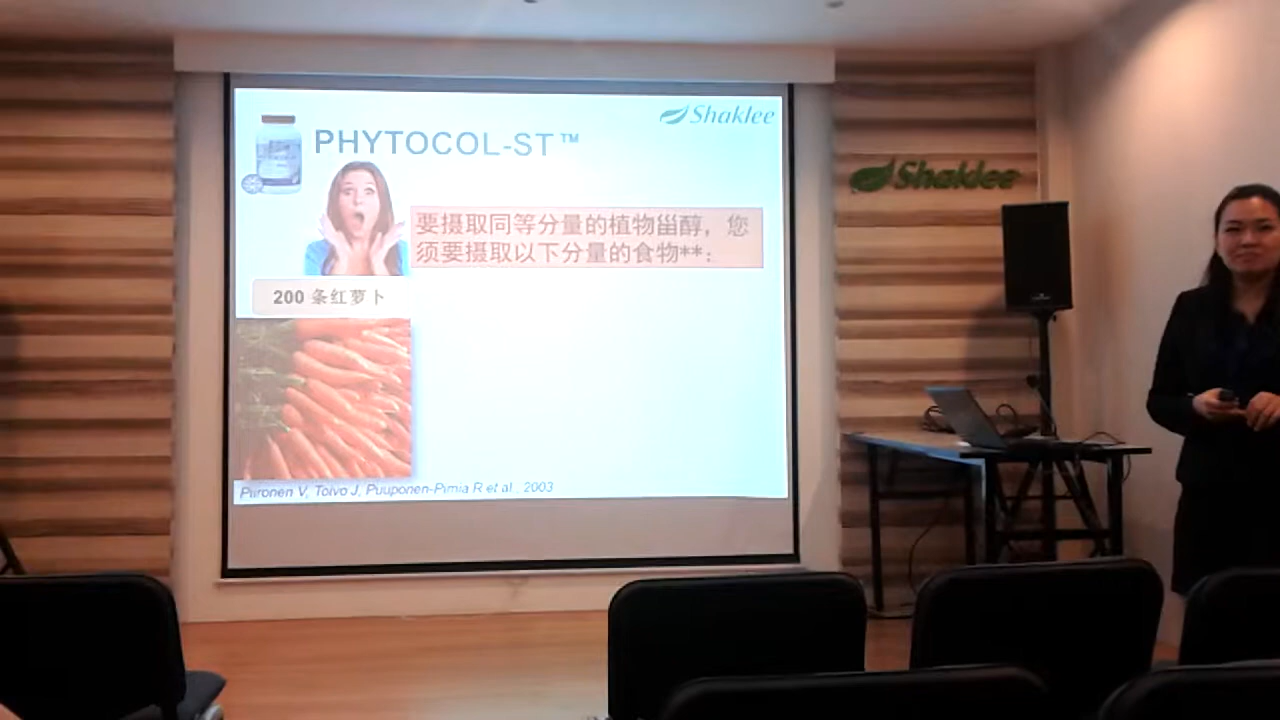 Shaklee
PHYTOCOL-ST™
要摄取同等分量的植物甾醇，您
须要摄取以下分量的食物**：
200 条红萝卜
Piironen V, Toivo J, Puuponen-Pimia R et al., 2003
Shaklee